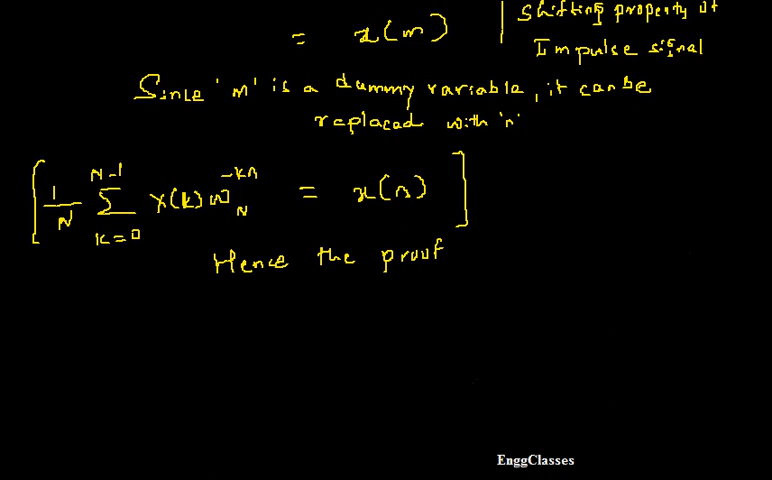 Shifting property of
= x(m)
Impulse signal
Since 'm' is a dummy variable, it can be
replaced with 'n'
[ 1/N N-1 Σ k=0 X(k) W_N^-kn = x(n) ]
Hence the proof
EnggClasses